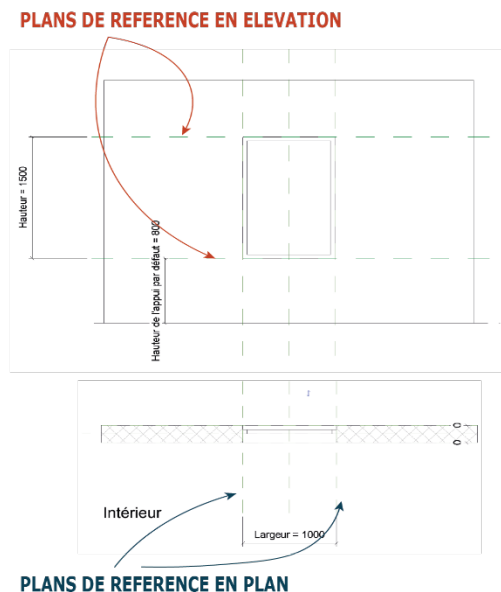 PLANS DE REFERENCE EN ELEVATION
Hauteur = 1500
Hauteur de l'appui par défaut = 800
Intérieur
Largeur = 1000
PLANS DE REFERENCE EN PLAN